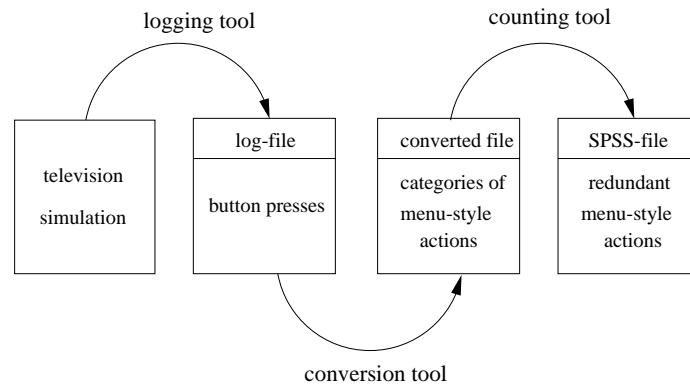 logging tool
counting tool
television
simulation
log-file
button presses
converted file
categories of
menu-style
actions
SPSS-file
redundant
menu-style
actions
conversion tool